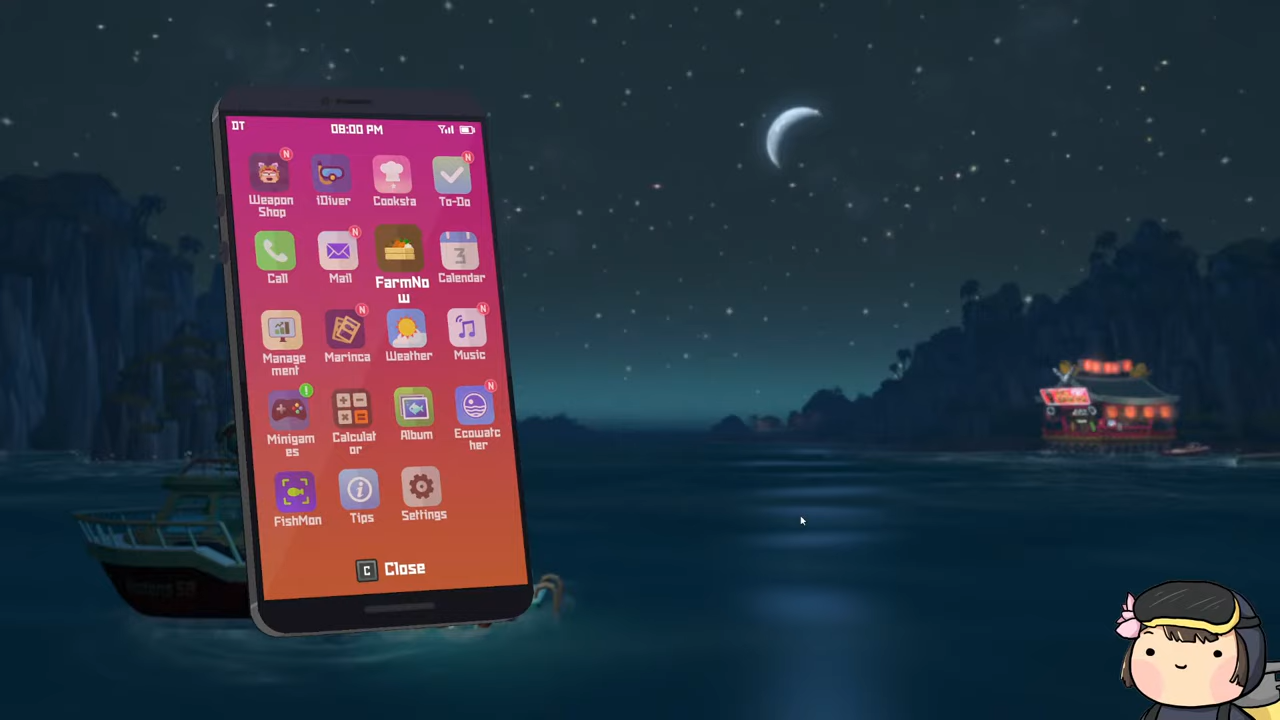 DT
08:00 PM
N
N
Weapon
Shop
iDiver
Cooksta
To-Do
N
Call
Mail
FarmNo
w
3
Calendar
N
N
Manage
ment
Marinca
Weather
Music
!
N
Minigam
es
Calculat
or
Album
Ecowatc
her
FishMon
Tips
Settings
C Close